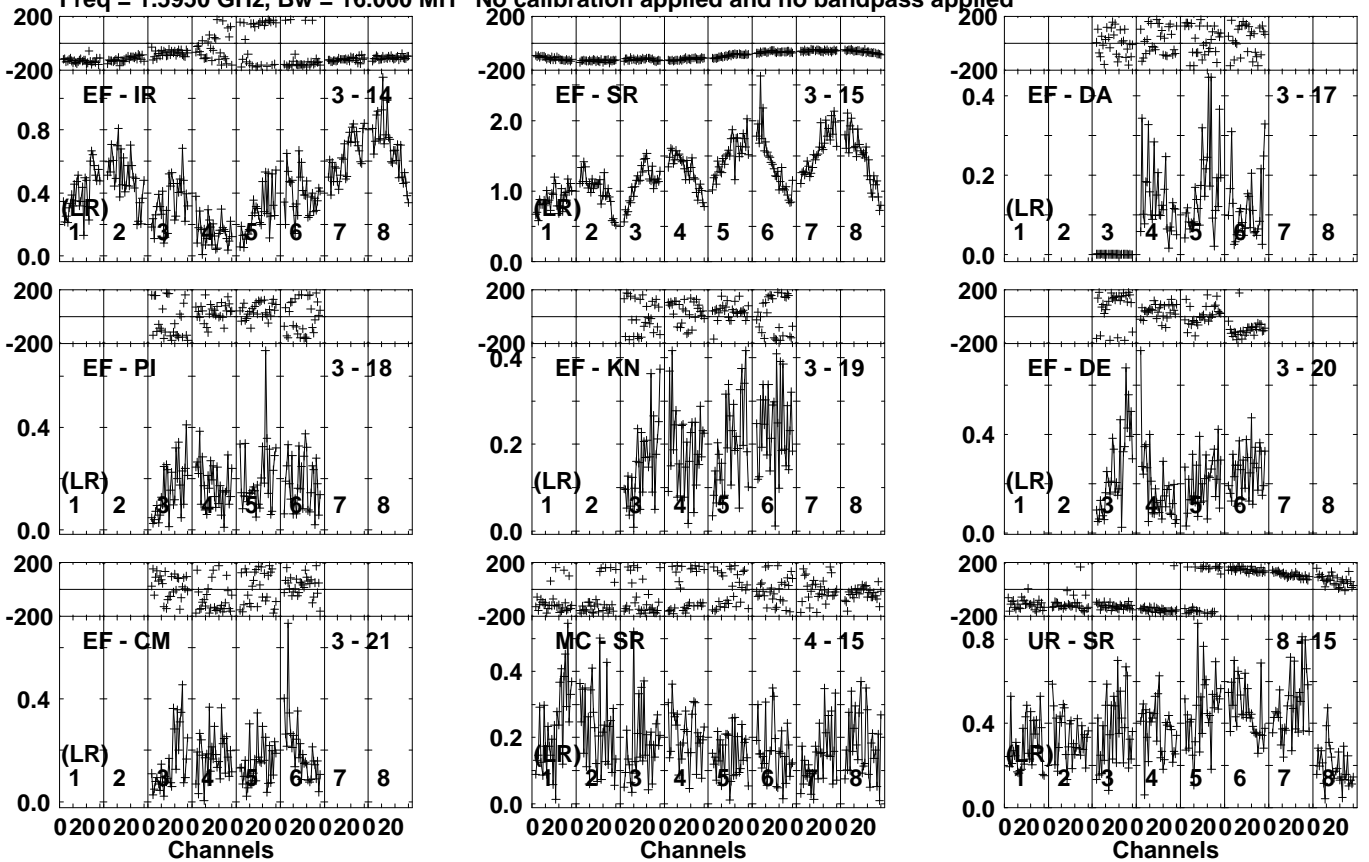 Freq = 1.5950 GHz, Bw = 16.000 MH No calibration applied and no bandpass applied
200
-200
EF - IR 3 - 14
0.8
0.4
0.0
(LR)
1 2 3 4 5 6 7 8
200
-200
EF - SR 3 - 15
2.0
1.0
0.0
(LR)
1 2 3 4 5 6 7 8
200
-200
EF - DA 3 - 17
0.4
0.2
0.0
(LR)
1 2 3 4 5 6 7 8
200
-200
EF - PI 3 - 18
0.4
0.0
(LR)
1 2 3 4 5 6 7 8
200
-200
EF - KN 3 - 19
0.4
0.2
0.0
(LR)
1 2 3 4 5 6 7 8
200
-200
EF - DE 3 - 20
0.4
0.0
(LR)
1 2 3 4 5 6 7 8
200
-200
EF - CM 3 - 21
0.4
0.0
(LR)
1 2 3 4 5 6 7 8
0 20 0 20 0 20 0 20 0 20 0 20 0 20 0 20
Channels
200
-200
MC - SR 4 - 15
0.4
0.2
0.0
(LR)
1 2 3 4 5 6 7 8
0 20 0 20 0 20 0 20 0 20 0 20 0 20 0 20
Channels
200
-200
UR - SR 8 - 15
0.8
0.4
0.0
(LR)
1 2 3 4 5 6 7 8
0 20 0 20 0 20 0 20 0 20 0 20 0 20 0 20
Channels